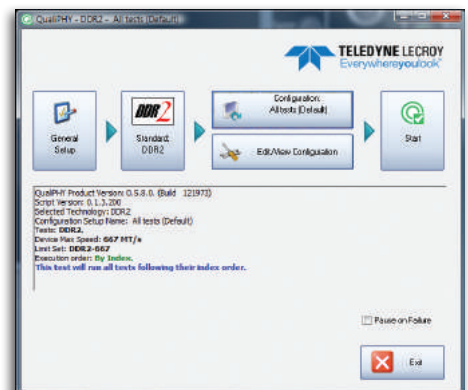 QualiPHY - DDR2 - All tests (Default)
TELEDYNE LECROY
Everywhereyoulook™
General
Setup
DDR2
Standard:
DDR2
Configuration:
All tests (Default)
Edit/View Configuration
Start
QualiPHY Product Version: 0.5.8.0. (Build 121973)
Script Version: 0.1.3.200
Selected Technology: DDR2
Configuration Setup Name: All tests (Default)
Tests: DDR2,
Device Max Speed: 667 MT/s
Limit Set: DDR2-667
Execution order: By Index.
This test will run all tests following their index order.
Pause on Failure
Exit